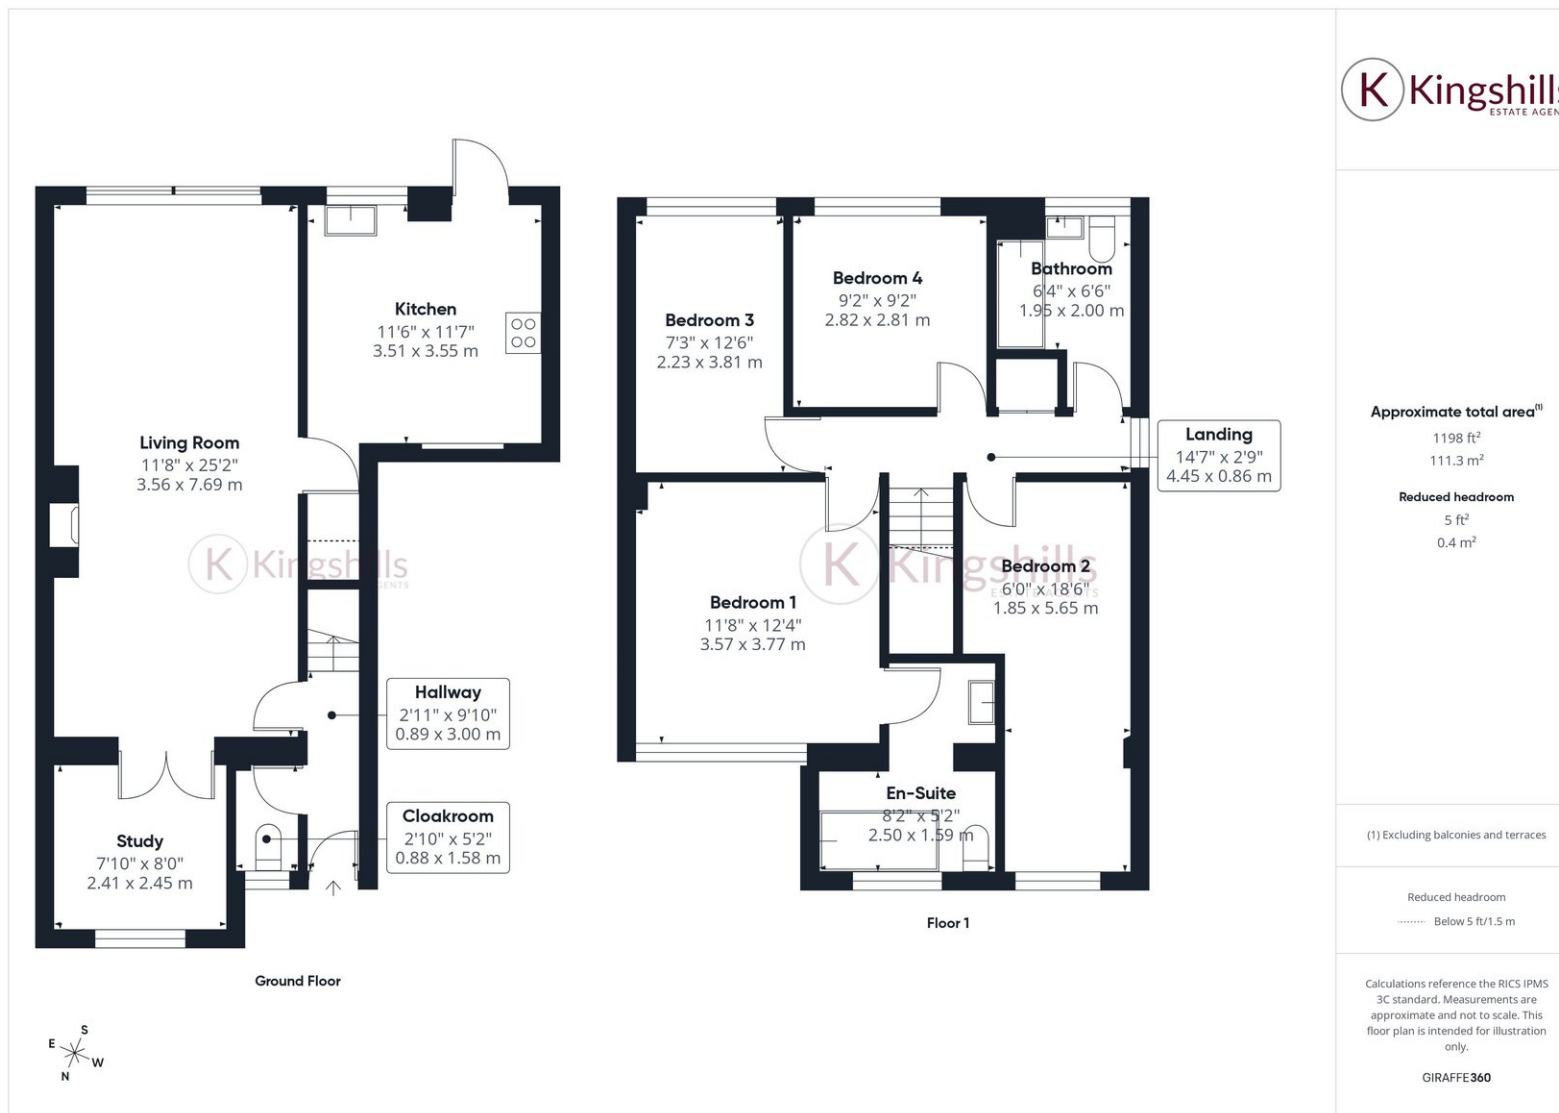 Kitchen
11'6" x 11'7"
3.51 x 3.55 m
Living Room
11'8" x 25'2"
3.56 x 7.69 m
Kingshills
AGENTS
Hallway
2'11" x 9'10"
0.89 x 3.00 m
Cloakroom
2'10" x 5'2"
0.88 x 1.58 m
Study
7'10" x 8'0"
2.41 x 2.45 m
Ground Floor
S
E
W
N
Bedroom 3
7'3" x 12'6"
2.23 x 3.81 m
Bedroom 4
9'2" x 9'2"
2.82 x 2.81 m
Bathroom
6'4" x 6'6"
1.95 x 2.00 m
Landing
14'7" x 2'9"
4.45 x 0.86 m
Bedroom 1
11'8" x 12'4"
3.57 x 3.77 m
K Kingshills
ESTATE AGENTS
Bedroom 2
6'0" x 18'6"
1.85 x 5.65 m
En-Suite
8'2" x 5'2"
2.50 x 1.59 m
Floor 1
K Kingshills
ESTATE AGEN
Approximate total area(1)
1198 ft²
111.3 m²
Reduced headroom
5 ft²
0.4 m²
(1) Excluding balconies and terraces
Reduced headroom
Below 5 ft/1.5 m
Calculations reference the RICS IPMS
3C standard. Measurements are
approximate and not to scale. This
floor plan is intended for illustration
only.
GIRAFFE360